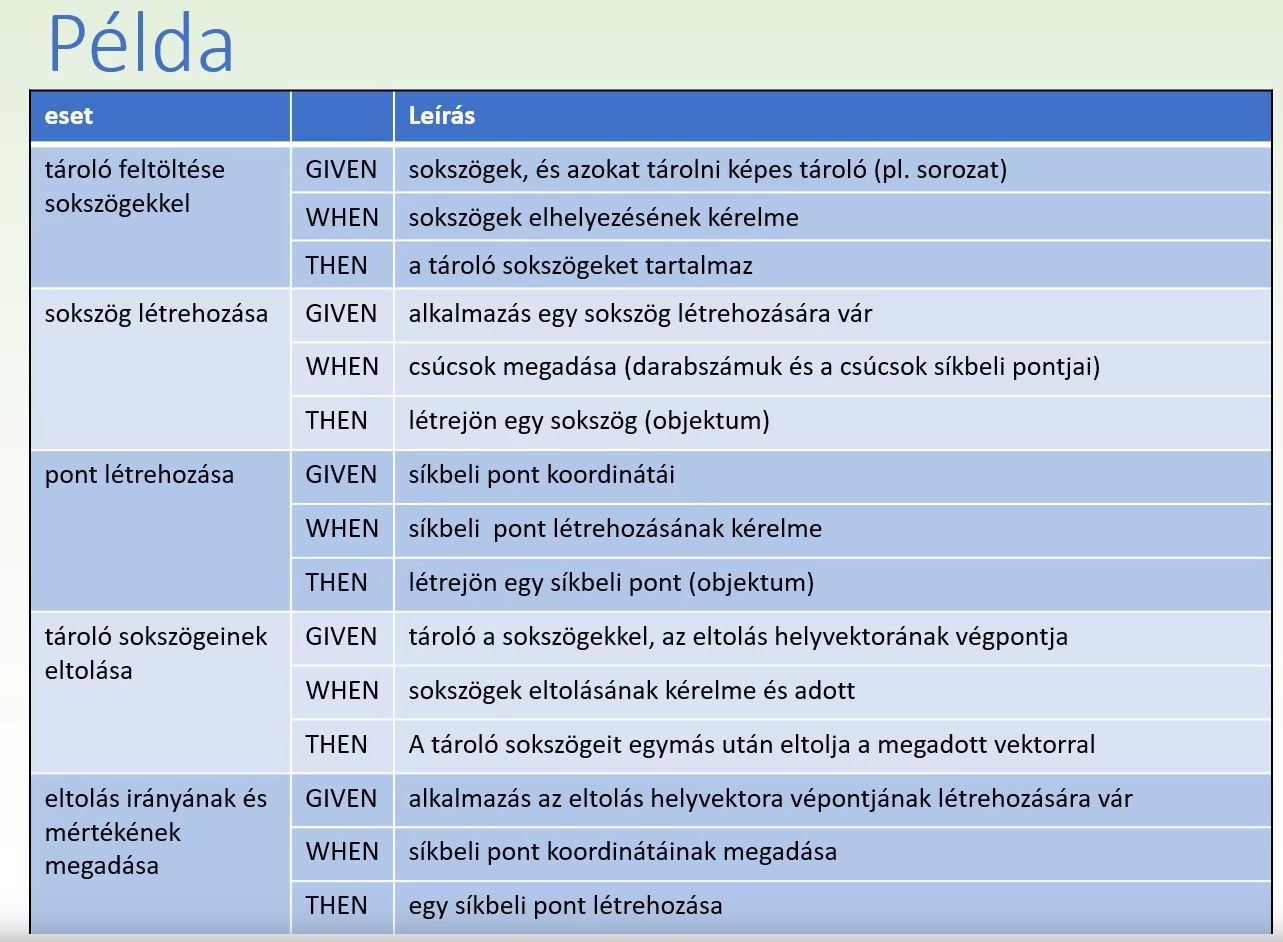 Példa
eset Leírás
tároló feltöltése
sokszögekkel
GIVEN sokszögek, és azokat tárolni képes tároló (pl. sorozat)
WHEN sokszögek elhelyezésének kérelme
THEN a tároló sokszögeket tartalmaz
sokszög létrehozása
GIVEN alkalmazás egy sokszög létrehozására vár
WHEN csúcsok megadása (darabszámuk és a csúcsok síkbeli pontjai)
THEN létrejön egy sokszög (objektum)
pont létrehozása
GIVEN síkbeli pont koordinátái
WHEN síkbeli  pont létrehozásának kérelme
THEN létrejön egy síkbeli pont (objektum)
tároló sokszögeinek
eltolása
GIVEN tároló a sokszögekkel, az eltolás helyvektorának végpontja
WHEN sokszögek eltolásának kérelme és adott
THEN A tároló sokszögeit egymás után eltolja a megadott vektorral
eltolás irányának és
mértékének
megadása
GIVEN alkalmazás az eltolás helyvektora vépontjának létrehozására vár
WHEN síkbeli pont koordinátáinak megadása
THEN egy síkbeli pont létrehozása